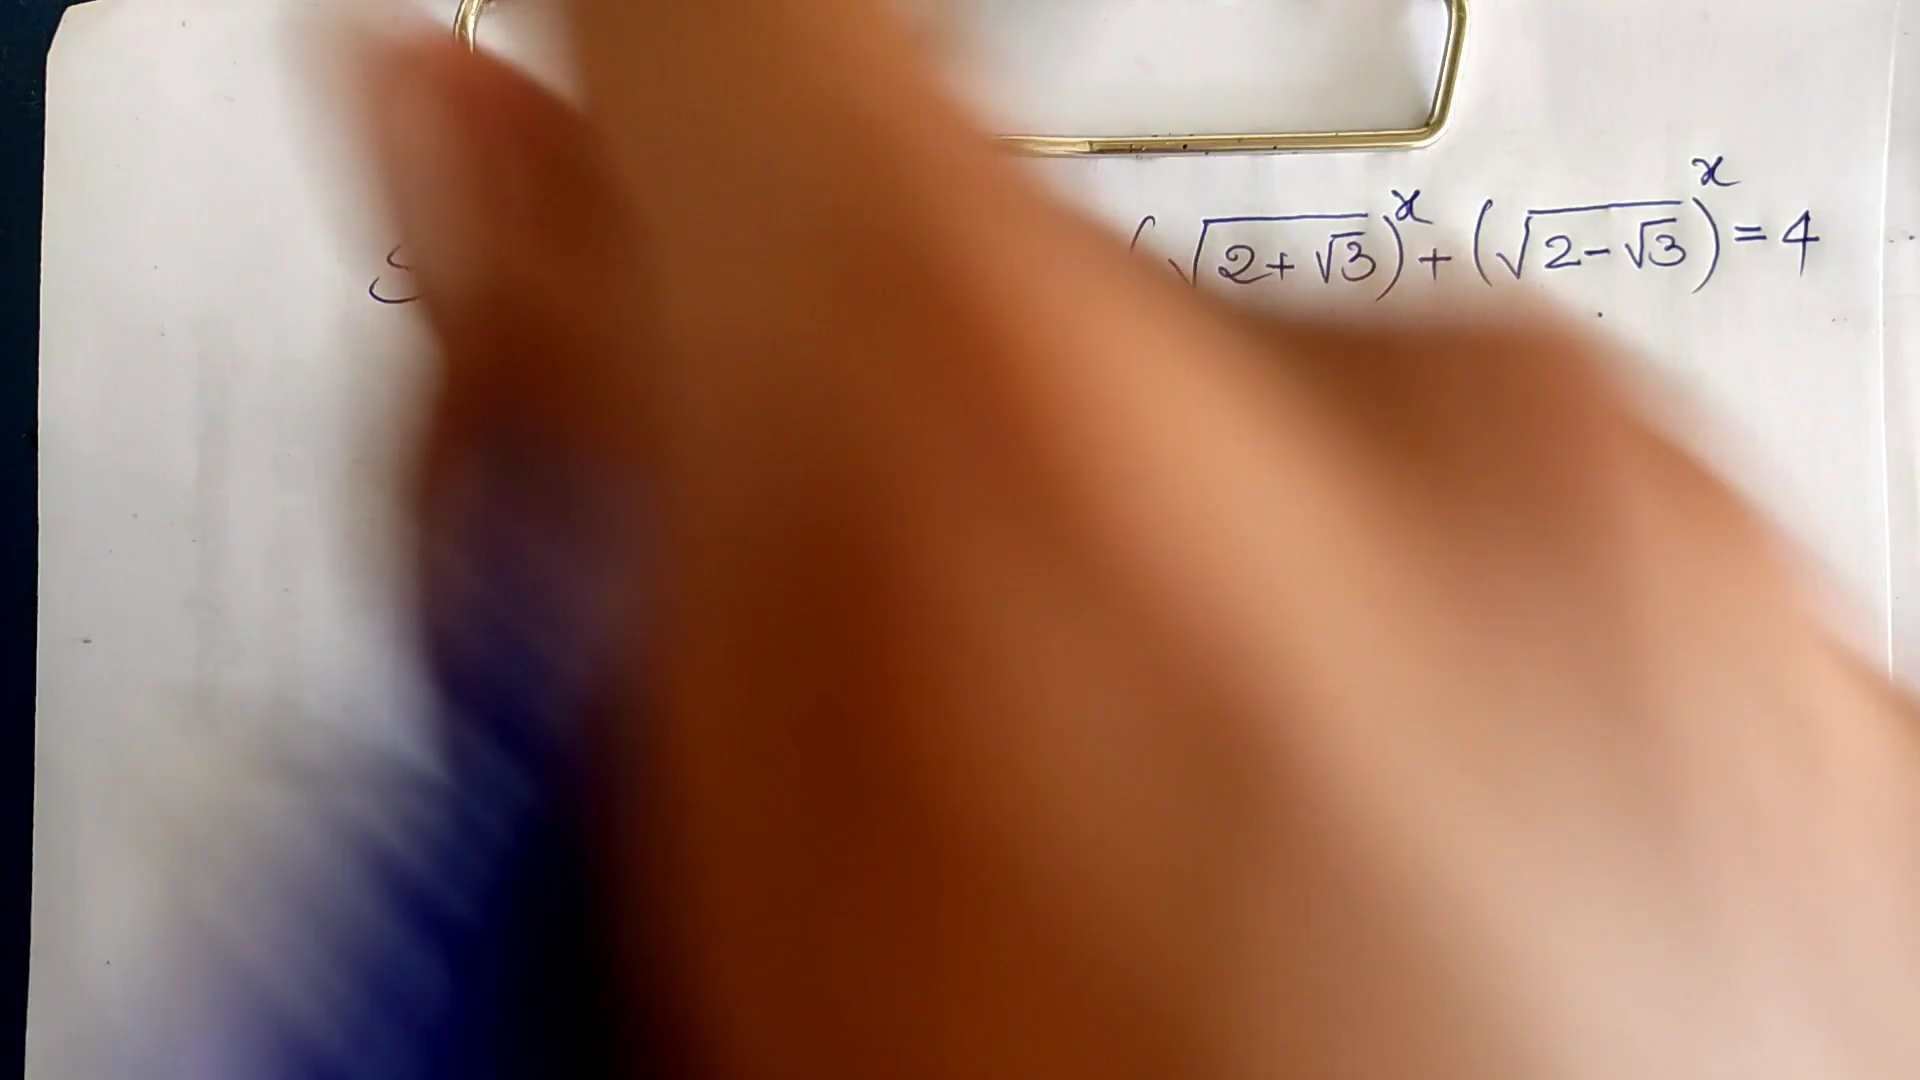 (√(2+√3))^x + (√(2-√3))^x = 4